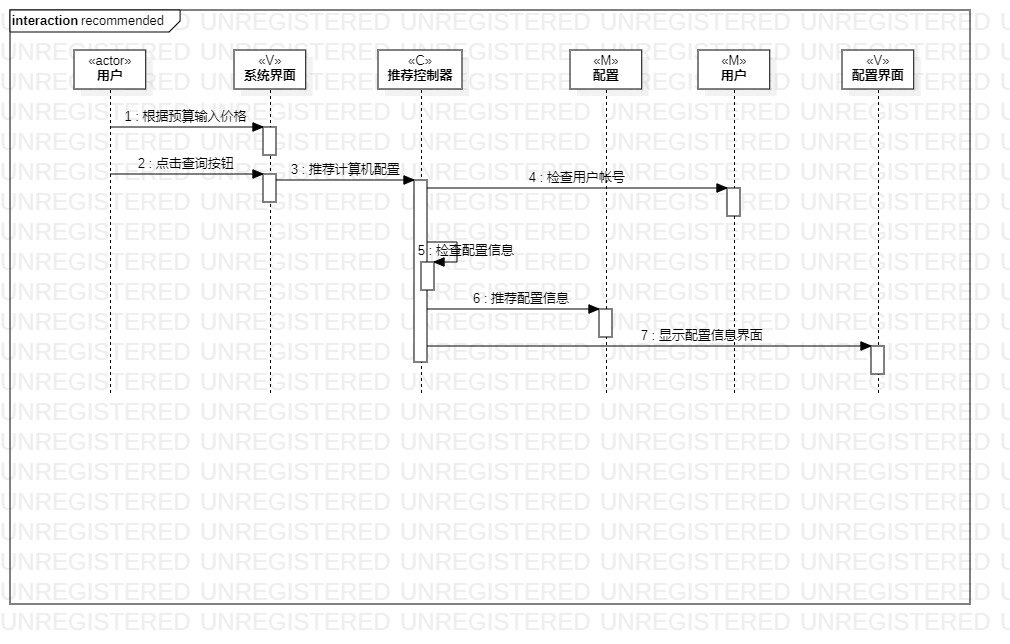 interaction recommended
«actor»
用户
«V»
系统界面
«C»
推荐控制器
«M»
配置
«M»
用户
«V»
配置界面
1 : 根据预算输入价格
2 : 点击查询按钮
3 : 推荐计算机配置
4 : 检查用户帐号
5 : 检查配置信息
6 : 推荐配置信息
7 : 显示配置信息界面
UNREGISTERED